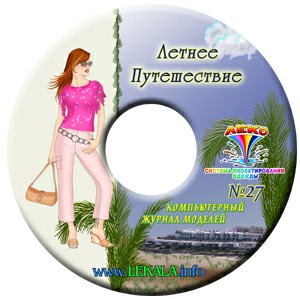 Летнее
Путешествие
ЛЕКО
СИСТЕМА ПРОЕКТИРОВАНИЯ
ОДЕЖДЫ
№27
КОМПЬЮТЕРНЫЙ
ЖУРНАЛ МОДЕЛЕЙ
www.LEKALA.info